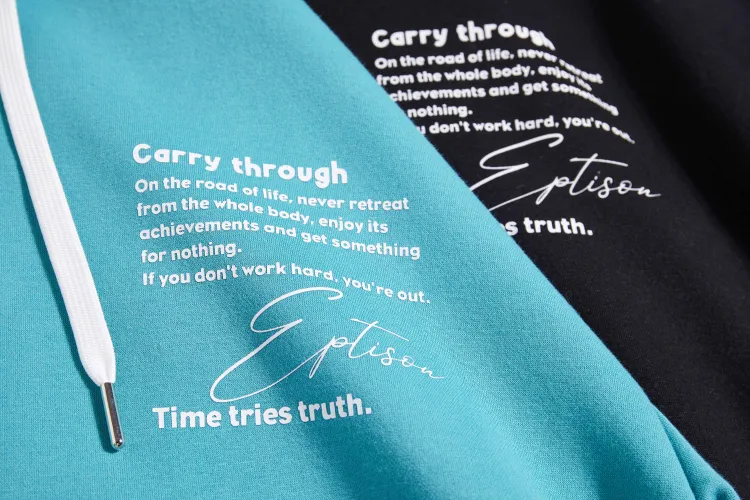 Carry through
On the road of life, never retreat
from the whole body, enjoy its
achievements and get something
for nothing.
If you don't work hard, you're out.
Eptison
Time tries truth.
Carry through
On the road of life, never retreat
from the whole body, enjoy its
chievements and get something
nothing.
don't work hard, you're out.
Eptison
s truth.